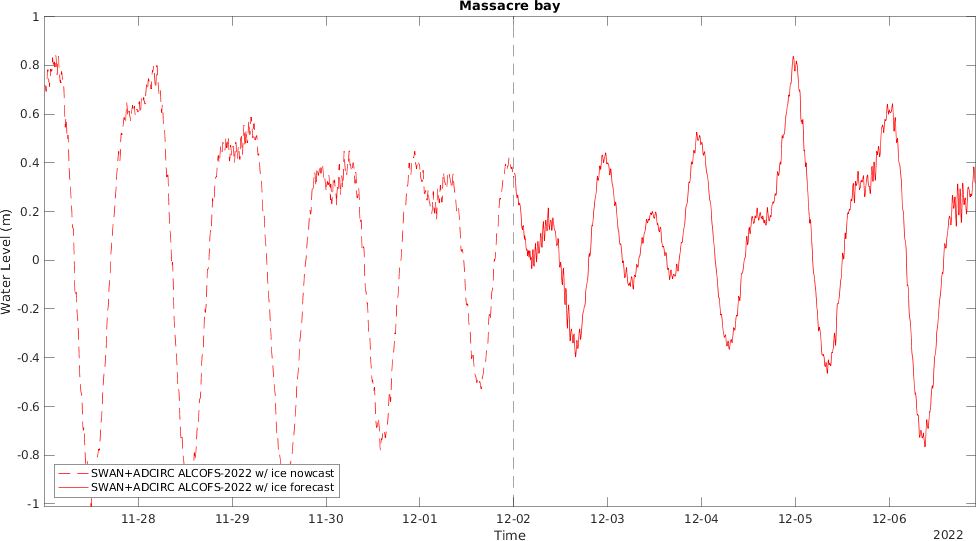 Massacre bay
Water Level (m)
1
0.8
0.6
0.4
0.2
0
-0.2
-0.4
-0.6
-0.8
-1
SWAN+ADCIRC ALCOFS-2022 w/ ice nowcast
SWAN+ADCIRC ALCOFS-2022 w/ ice forecast
11-28 11-29 11-30 12-01 12-02 12-03 12-04 12-05 12-06
Time
2022